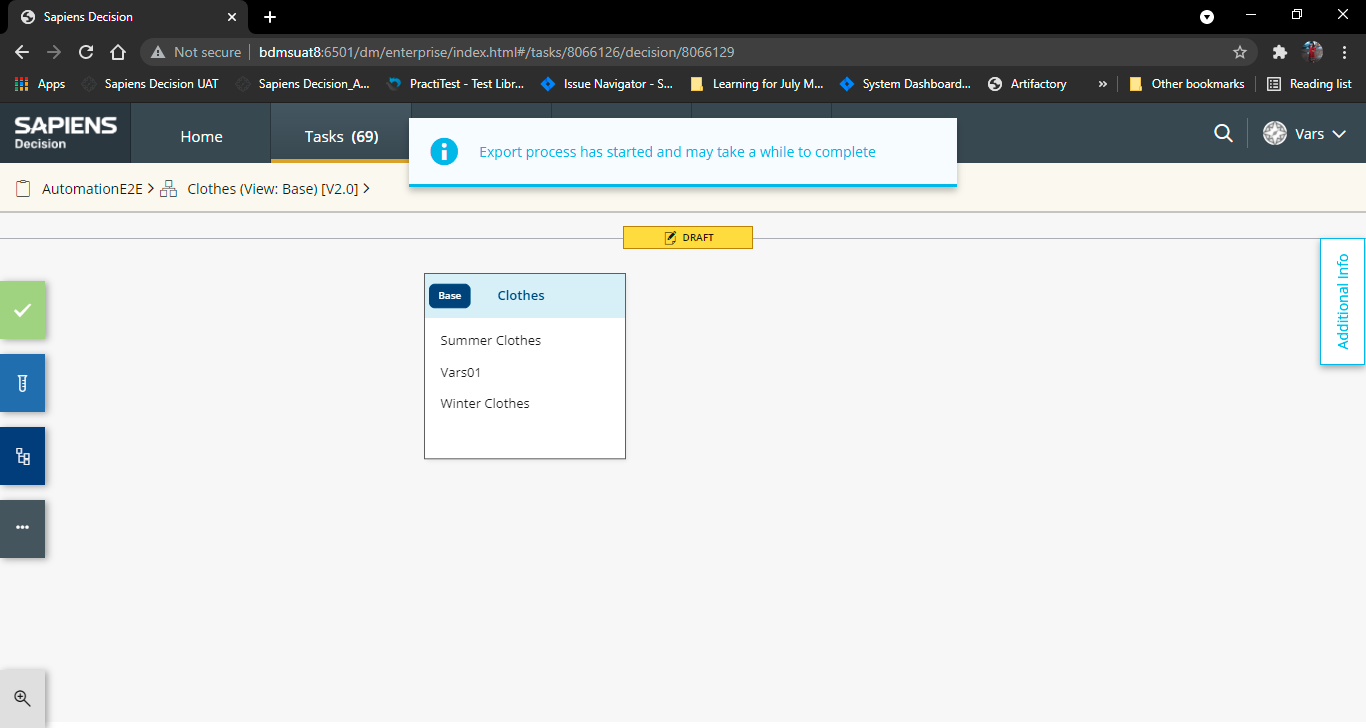 Sapiens Decision
Not secure bdmsuat8:6501/dm/enterprise/index.html#/tasks/8066126/decision/8066129
Apps Sapiens Decision UAT Sapiens Decision_A... PractiTest - Test Libr... Issue Navigator - S... Learning for July M... System Dashboard... Artifactory » Other bookmarks Reading list
SAPIENS
Decision
Home
Tasks (69)
Export process has started and may take a while to complete
Vars
AutomationE2E > Clothes (View: Base) [V2.0] >
DRAFT
Base Clothes
Summer Clothes
Vars01
Winter Clothes
Additional Info